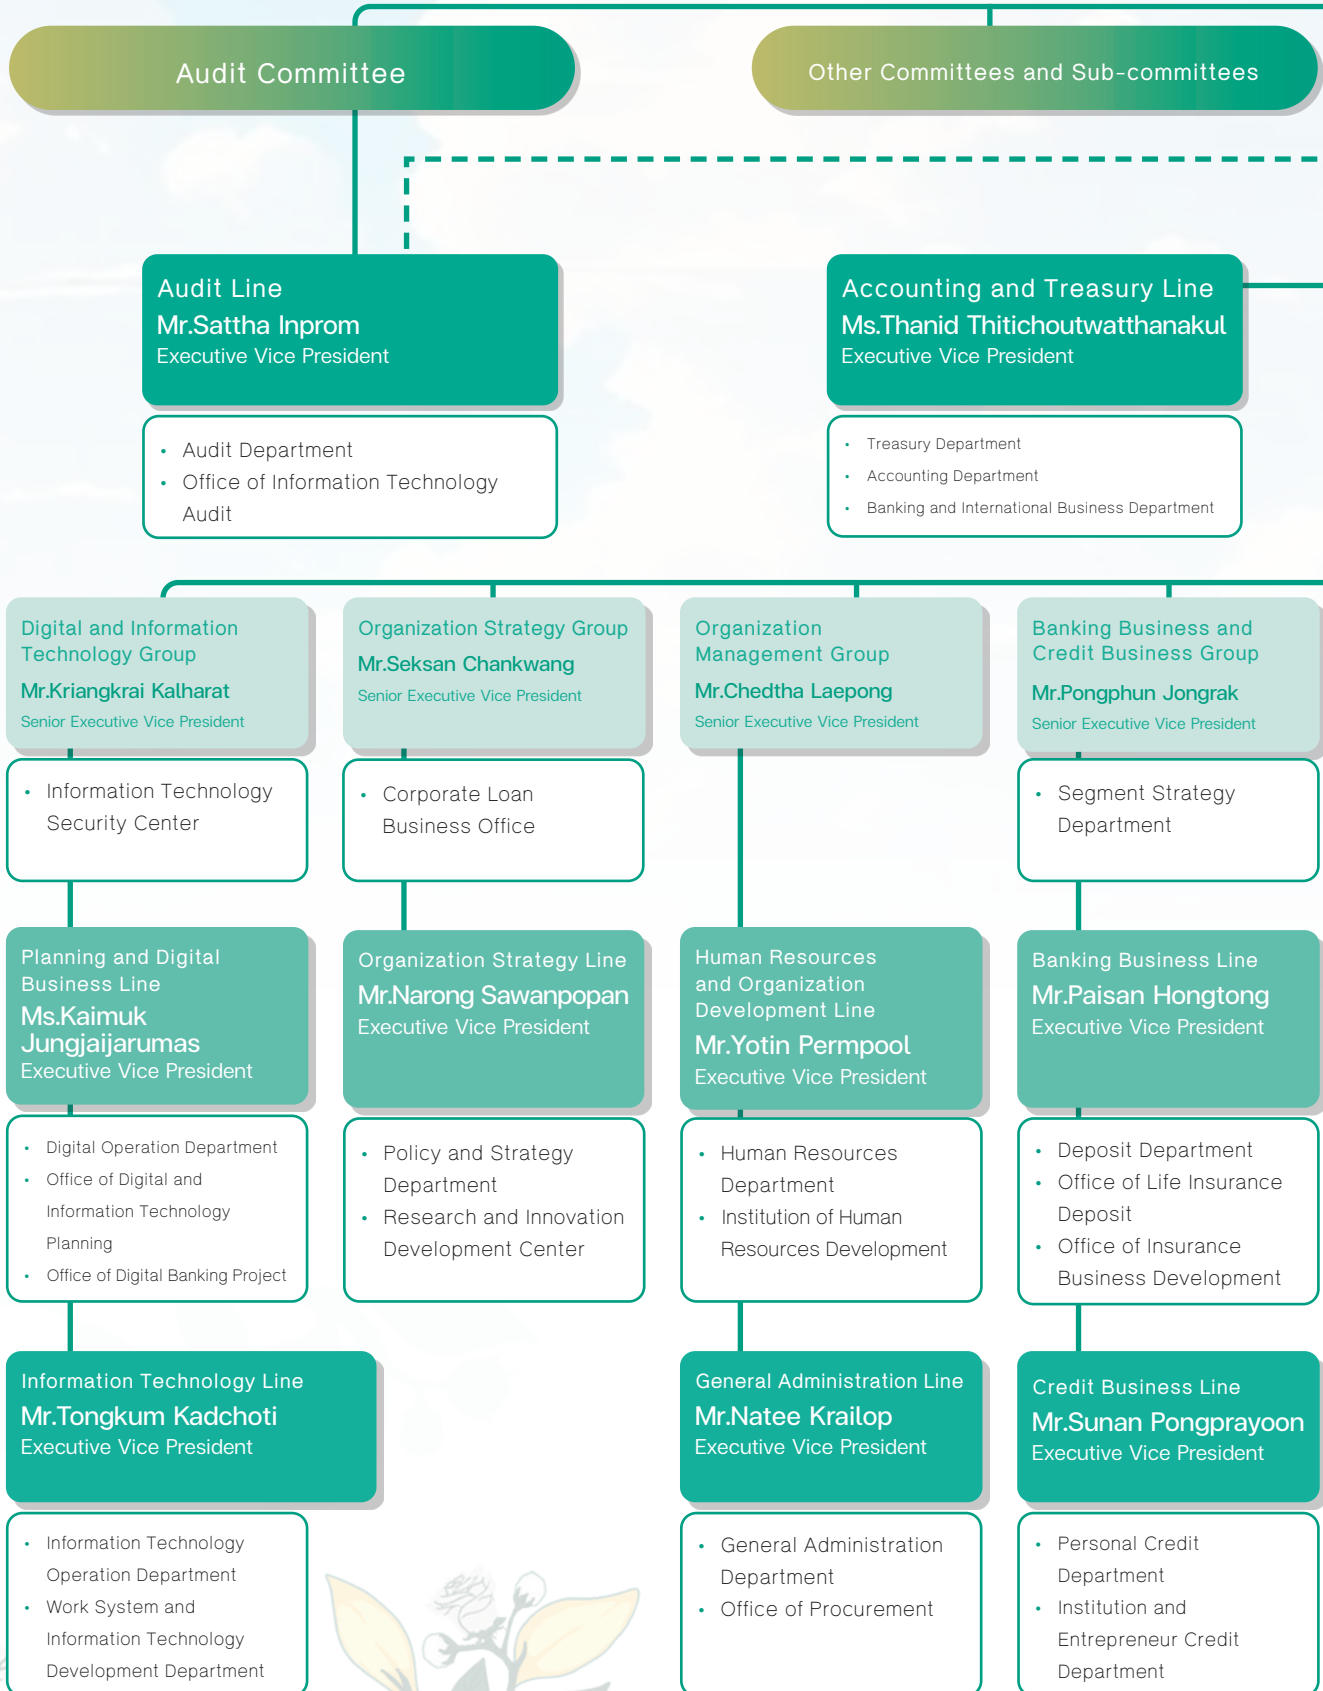 Audit Committee
Other Committees and Sub-committees
Audit Line
Mr.Sattha Inprom
Executive Vice President
• Audit Department
• Office of Information Technology
Audit
Accounting and Treasury Line
Ms.Thanid Thitichoutwatthanakul
Executive Vice President
• Treasury Department
• Accounting Department
• Banking and International Business Department
Digital and Information
Technology Group
Mr.Kriangkrai Kalharat
Senior Executive Vice President
• Information Technology
Security Center
Planning and Digital
Business Line
Ms.Kaimuk
Jungjaijarumas
Executive Vice President
• Digital Operation Department
• Office of Digital and
Information Technology
Planning
• Office of Digital Banking Project
Information Technology Line
Mr.Tongkum Kadchoti
Executive Vice President
• Information Technology
Operation Department
• Work System and
Information Technology
Development Department
Organization Strategy Group
Mr.Seksan Chankwang
Senior Executive Vice President
• Corporate Loan
Business Office
Organization Strategy Line
Mr.Narong Sawanpopan
Executive Vice President
• Policy and Strategy
Department
• Research and Innovation
Development Center
Organization
Management Group
Mr.Chedtha Laepong
Senior Executive Vice President
Human Resources
and Organization
Development Line
Mr.Yotin Permpool
Executive Vice President
• Human Resources
Department
• Institution of Human
Resources Development
General Administration Line
Mr.Natee Krailop
Executive Vice President
• General Administration
Department
• Office of Procurement
Banking Business and
Credit Business Group
Mr.Pongphun Jongrak
Senior Executive Vice President
• Segment Strategy
Department
Banking Business Line
Mr.Paisan Hongtong
Executive Vice President
• Deposit Department
• Office of Life Insurance
Deposit
• Office of Insurance
Business Development
Credit Business Line
Mr.Sunan Pongprayoon
Executive Vice President
• Personal Credit
Department
• Institution and
Entrepreneur Credit
Department